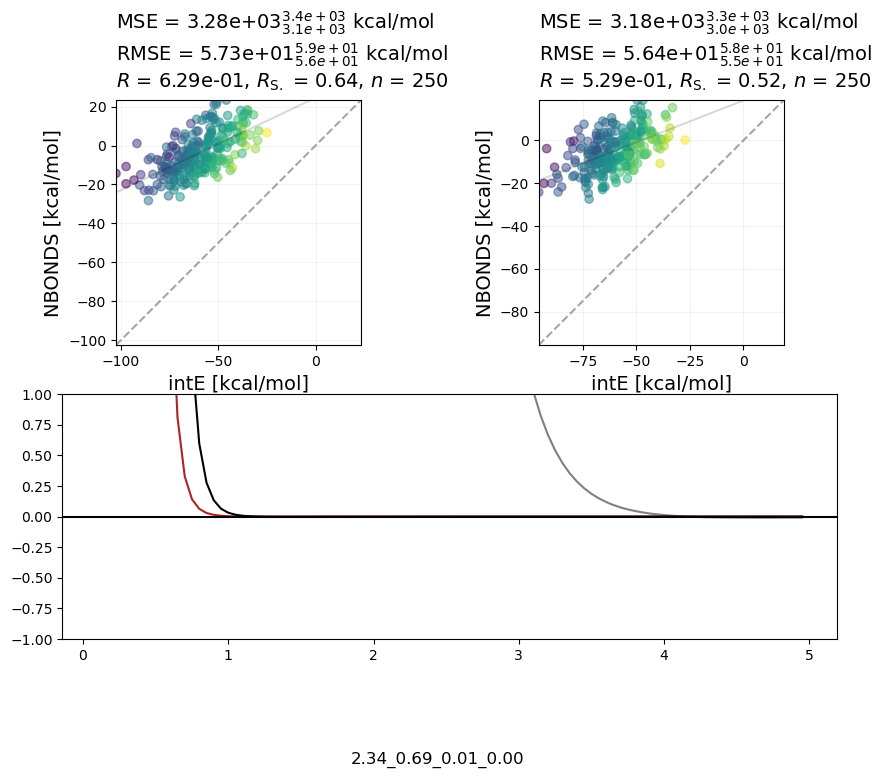 MSE = 3.28e+03^{3.4e+03}_{3.1e+03} kcal/mol
RMSE = 5.73e+01^{5.9e+01}_{5.6e+01} kcal/mol
R = 6.29e-01, R_{S.} = 0.64, n = 250
MSE = 3.18e+03^{3.3e+03}_{3.0e+03} kcal/mol
RMSE = 5.64e+01^{5.8e+01}_{5.5e+01} kcal/mol
R = 5.29e-01, R_{S.} = 0.52, n = 250
NBONDS [kcal/mol]
20
0
−20
−40
−60
−80
−100
−100 −50 0
intE [kcal/mol]
NBONDS [kcal/mol]
0
−20
−40
−60
−80
−75 −50 −25 0
intE [kcal/mol]
1.00
0.75
0.50
0.25
0.00
−0.25
−0.50
−0.75
−1.00
0 1 2 3 4 5
2.34_0.69_0.01_0.00